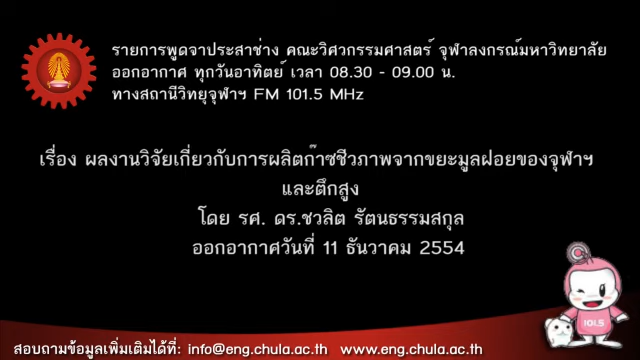 รายการพูดจาประสาช่าง คณะวิศวกรรมศาสตร์ จุฬาลงกรณ์มหาวิทยาลัย
ออกอากาศ ทุกวันอาทิตย์ เวลา 08.30 - 09.00 น.
ทางสถานีวิทยุจุฬาฯ FM 101.5 MHz
เรื่อง ผลงานวิจัยเกี่ยวกับการผลิตก๊าซชีวภาพจากขยะมูลฝอยของจุฬาฯ
และตึกสูง
โดย รศ. ดร.ชวลิต รัตนธรรมสกุล
ออกอากาศวันที่ 11 ธันวาคม 2554
101.5
สอบถามข้อมูลเพิ่มเติมได้ที่: info@eng.chula.ac.th www.eng.chula.ac.th